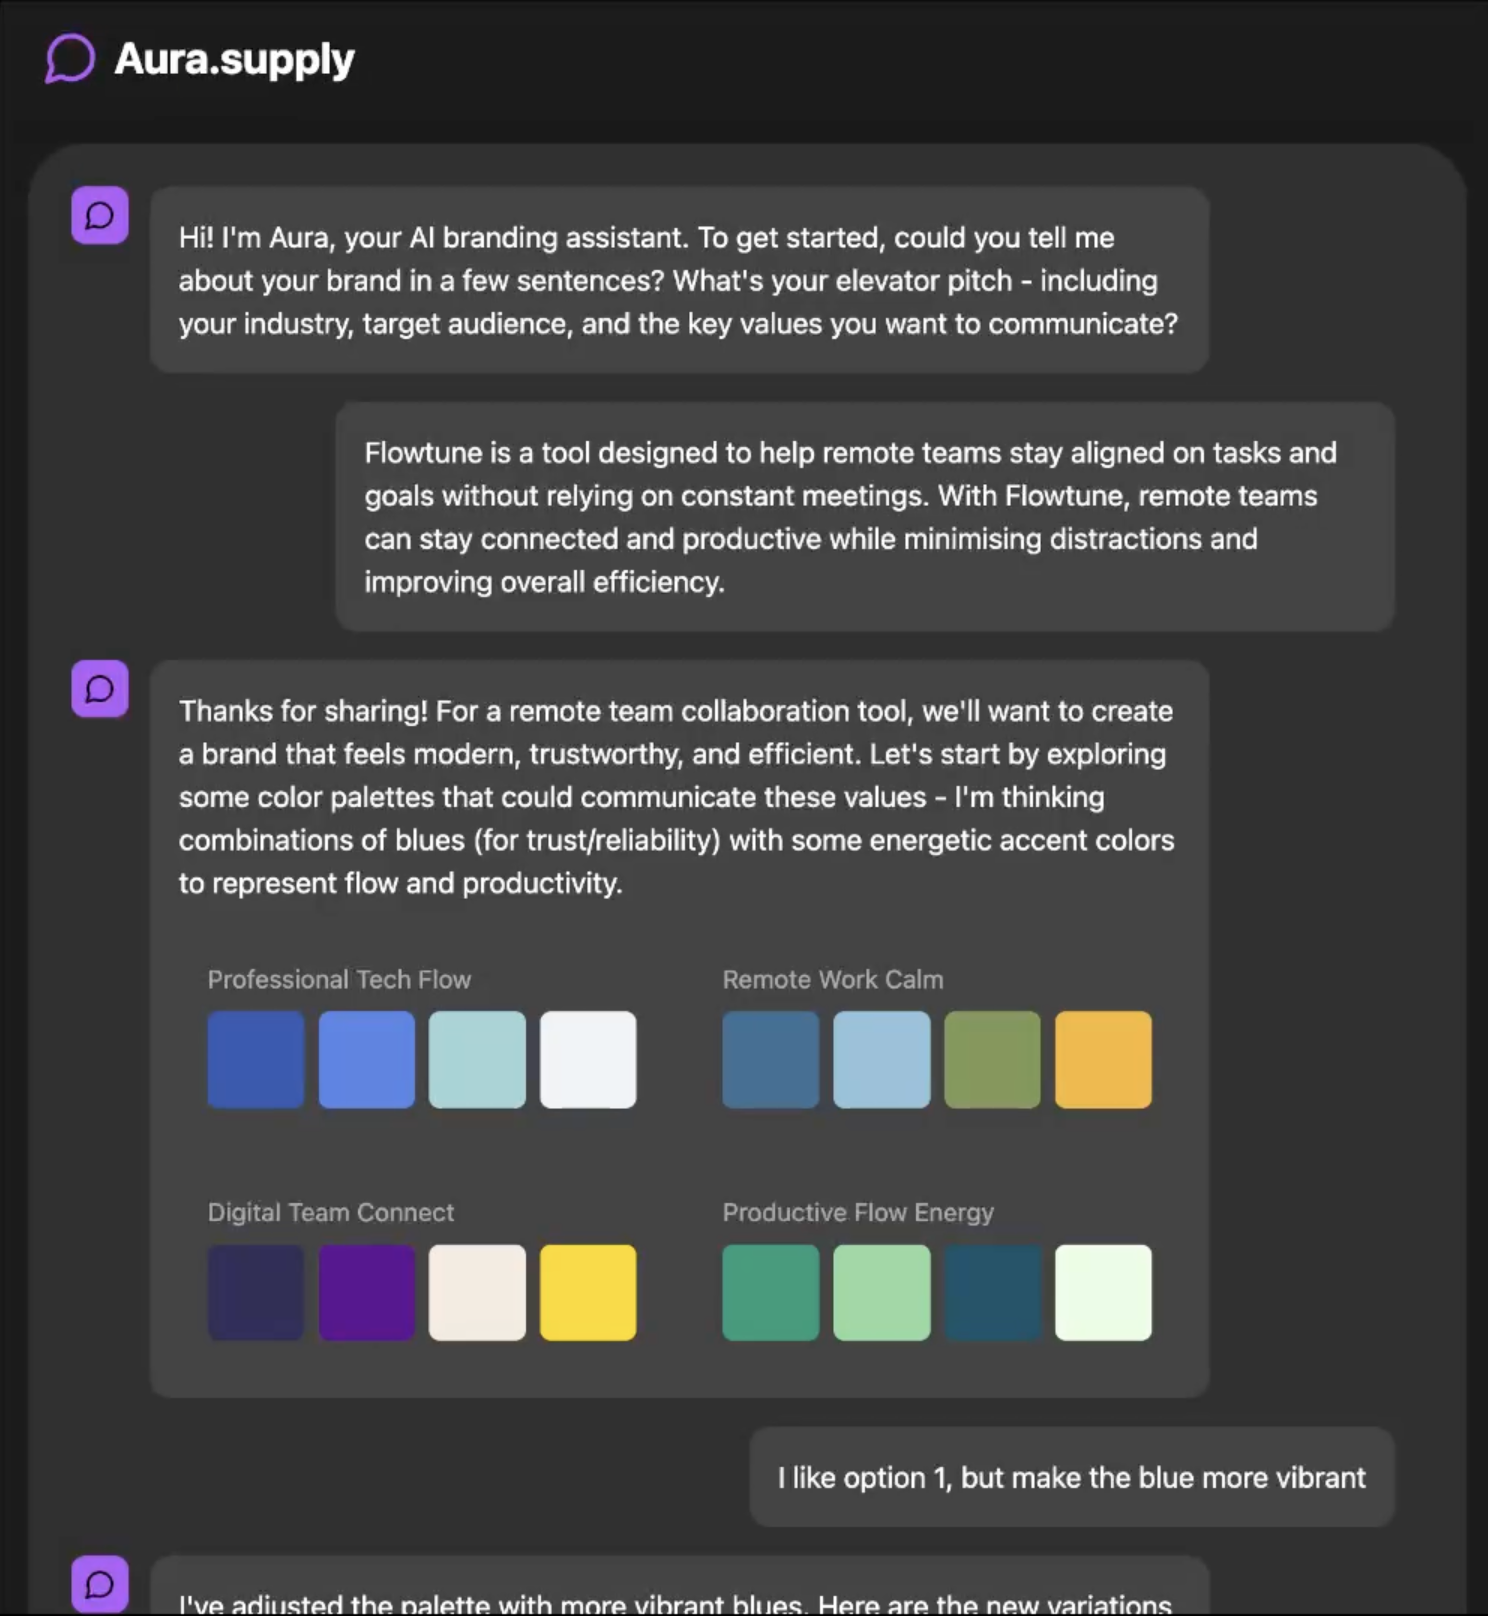 Aura.supply
Hi! I'm Aura, your AI branding assistant. To get started, could you tell me
about your brand in a few sentences? What's your elevator pitch - including
your industry, target audience, and the key values you want to communicate?
Flowtune is a tool designed to help remote teams stay aligned on tasks and
goals without relying on constant meetings. With Flowtune, remote teams
can stay connected and productive while minimising distractions and
improving overall efficiency.
Thanks for sharing! For a remote team collaboration tool, we'll want to create
a brand that feels modern, trustworthy, and efficient. Let's start by exploring
some color palettes that could communicate these values - I'm thinking
combinations of blues (for trust/reliability) with some energetic accent colors
to represent flow and productivity.
Professional Tech Flow
Remote Work Calm
Digital Team Connect
Productive Flow Energy
I like option 1, but make the blue more vibrant
I've adjusted the palette with more vibrant blues. Here are the new variations